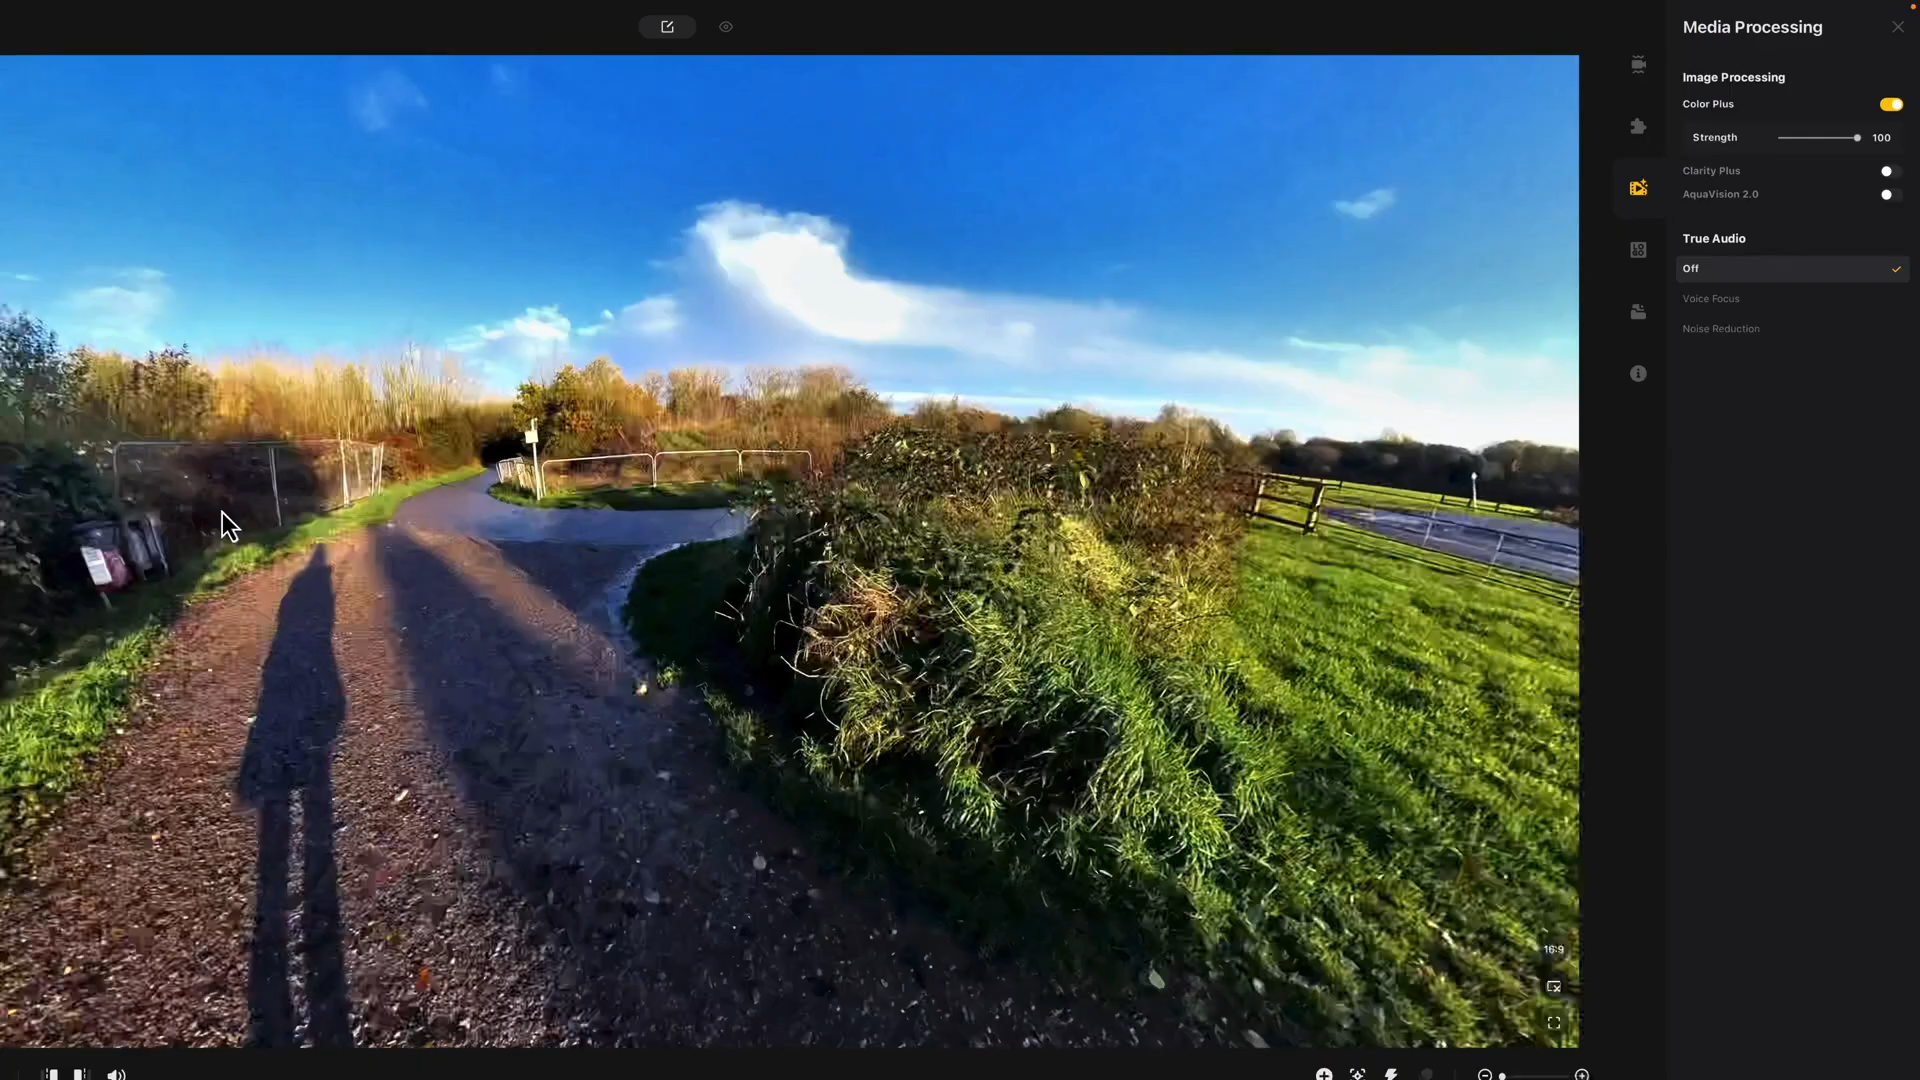 Media Processing
Image Processing
Color Plus
Strength 100
Clarity Plus
AquaVision 2.0
True Audio
Off
Voice Focus
Noise Reduction
16:9